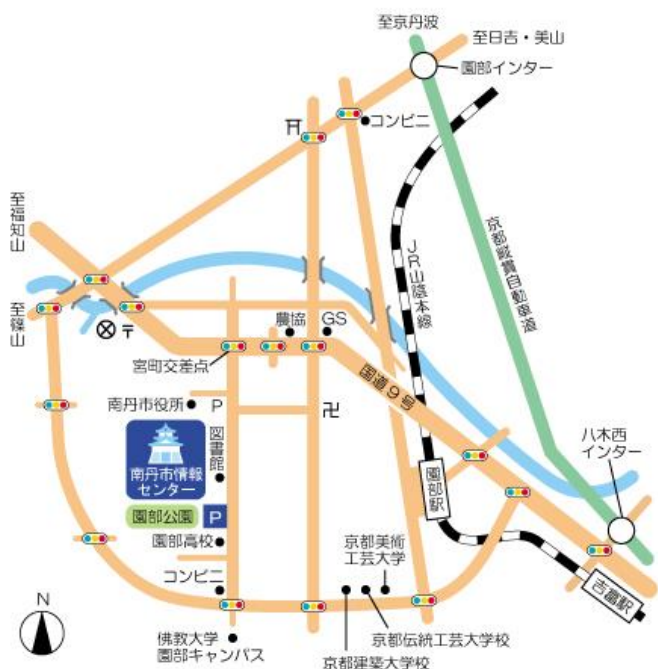 至京丹波
至日吉・美山
園部インター
コンビニ
至福知山
京都縦貫自動車道
JR山陰本線
至篠山
〒
農協
GS
宮町交差点
国道9号
南丹市役所
P
卍
図書館
八木西
インター
南丹市情報
センター
園部駅
園部公園
P
園部高校
京都美術
工芸大学
コンビニ
吉富駅
N
佛教大学
園部キャンパス
京都伝統工芸大学校
京都建築大学校